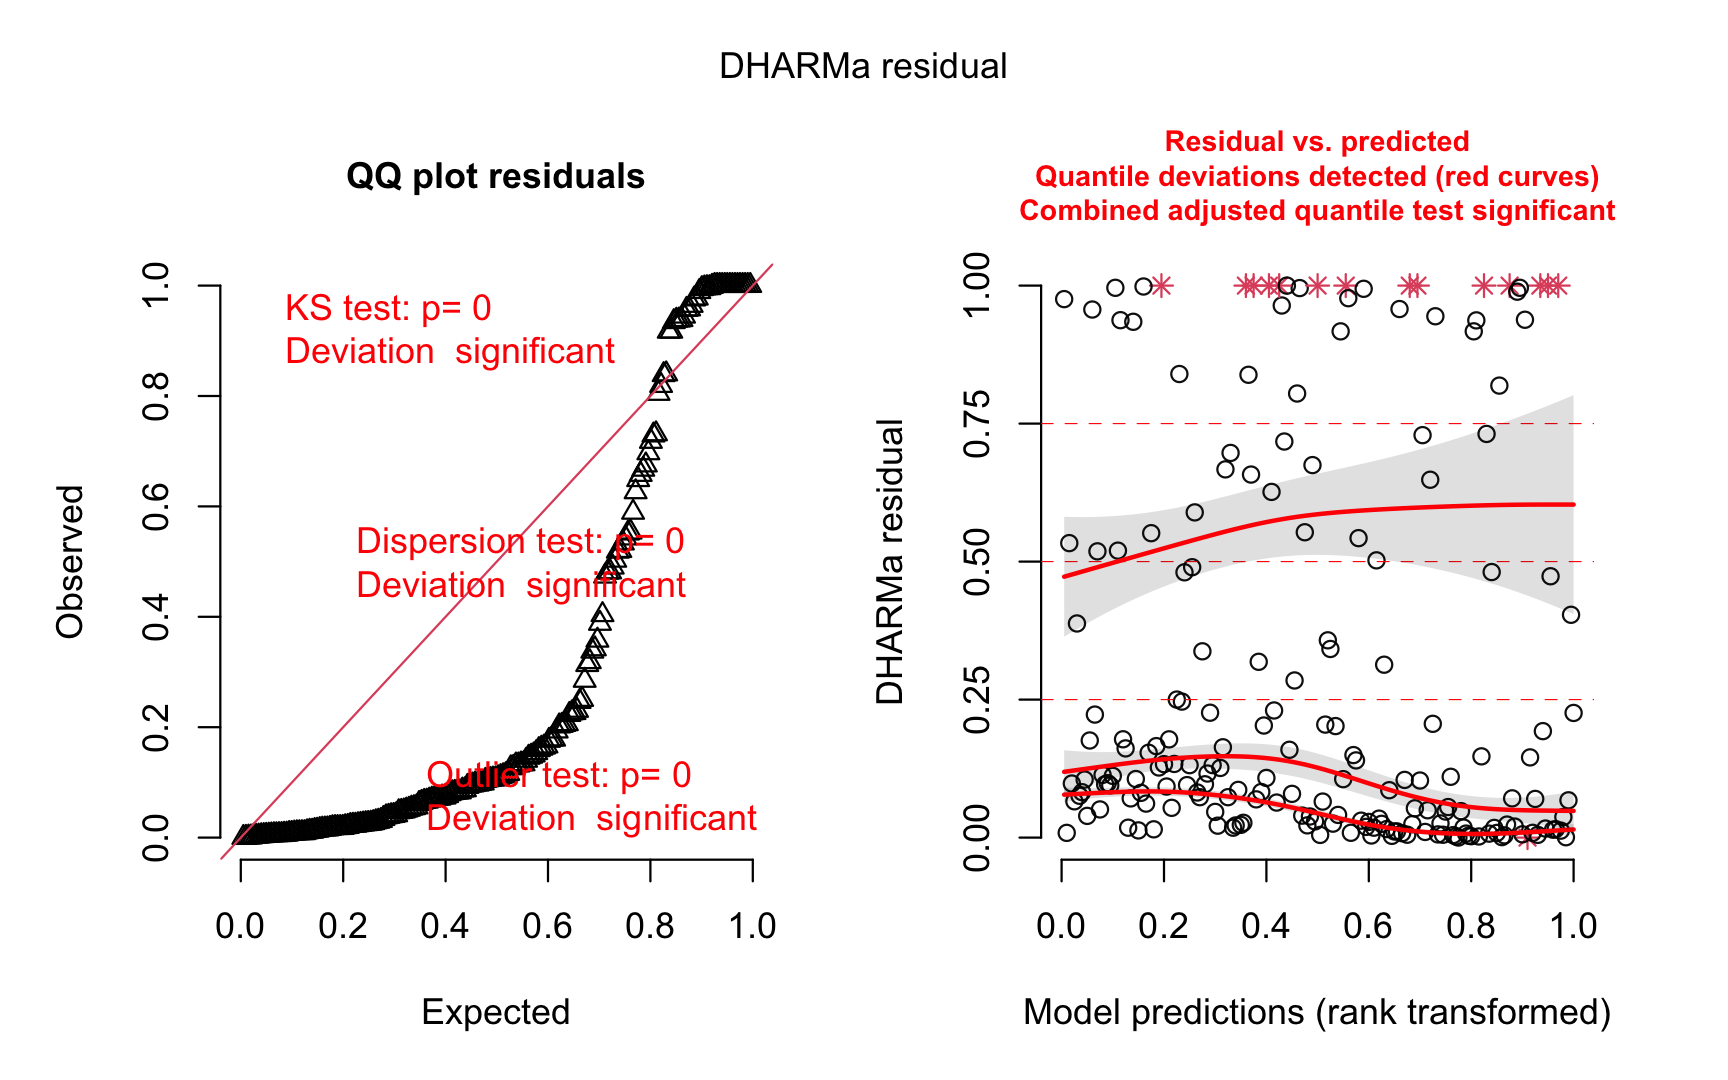 DHARMa residual
QQ plot residuals
KS test: p= 0
Deviation  significant
Dispersion test: p= 0
Deviation  significant
Outlier test: p= 0
Deviation  significant
Observed
0.0 0.2 0.4 0.6 0.8 1.0
0.0 0.2 0.4 0.6 0.8 1.0
Expected
Residual vs. predicted
Quantile deviations detected (red curves)
Combined adjusted quantile test significant
DHARMa residual
0.00 0.25 0.50 0.75 1.00
0.0 0.2 0.4 0.6 0.8 1.0
Model predictions (rank transformed)